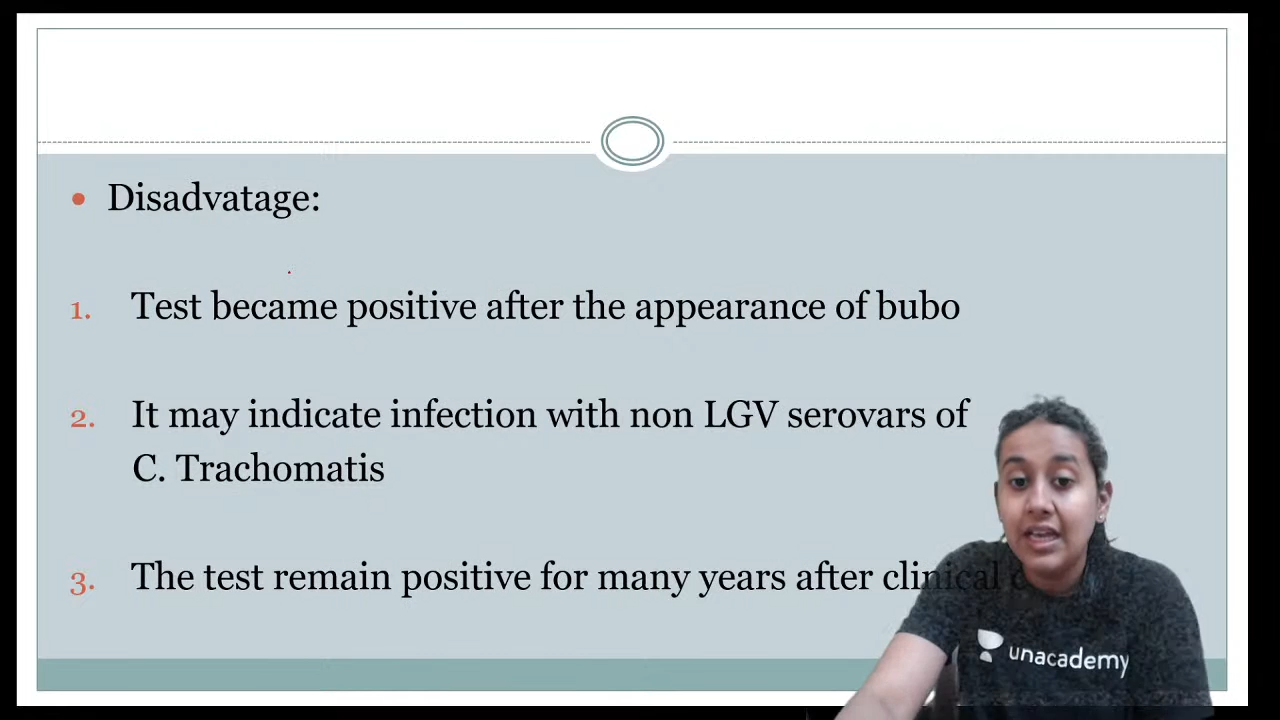 Disadvatage:
1. Test became positive after the appearance of bubo
2. It may indicate infection with non LGV serovars of
C. Trachomatis
3. The test remain positive for many years after clinical
unacademy